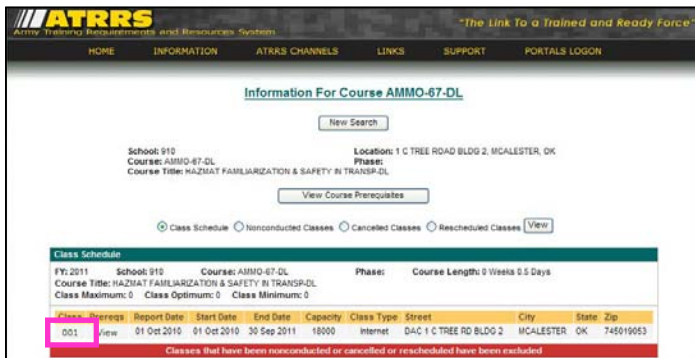 ATRRS
Army Training Requirements and Resources System
"The Link To a Trained and Ready Force"
HOME INFORMATION ATRRS CHANNELS LINKS SUPPORT PORTALS LOGON
Information For Course AMMO-67-DL
New Search
School: 910 Location: 1 C TREE ROAD BLDG 2, MCALESTER, OK
Course: AMMO-67-DL Phase:
Course Title: HAZMAT FAMILIARIZATION & SAFETY IN TRANSP-DL
View Course Prerequisites
Class Schedule Nonconducted Classes Cancelled Classes Rescheduled Classes View
Class Schedule
FY: 2011 School: 910 Course: AMMO-67-DL Phase: Course Length: 0 Weeks 0.5 Days
Course Title: HAZMAT FAMILIARIZATION & SAFETY IN TRANSP-DL
Class Maximum: 0 Class Optimum: 0 Class Minimum: 0
Class Prereqs Report Date Start Date End Date Capacity Class Type Street City State Zip
001 View 01 Oct 2010 01 Oct 2010 30 Sep 2011 18000 Internet DAC 1 C TREE RD BLDG 2 MCALESTER OK 745019053
Classes that have been nonconducted or cancelled or rescheduled have been excluded